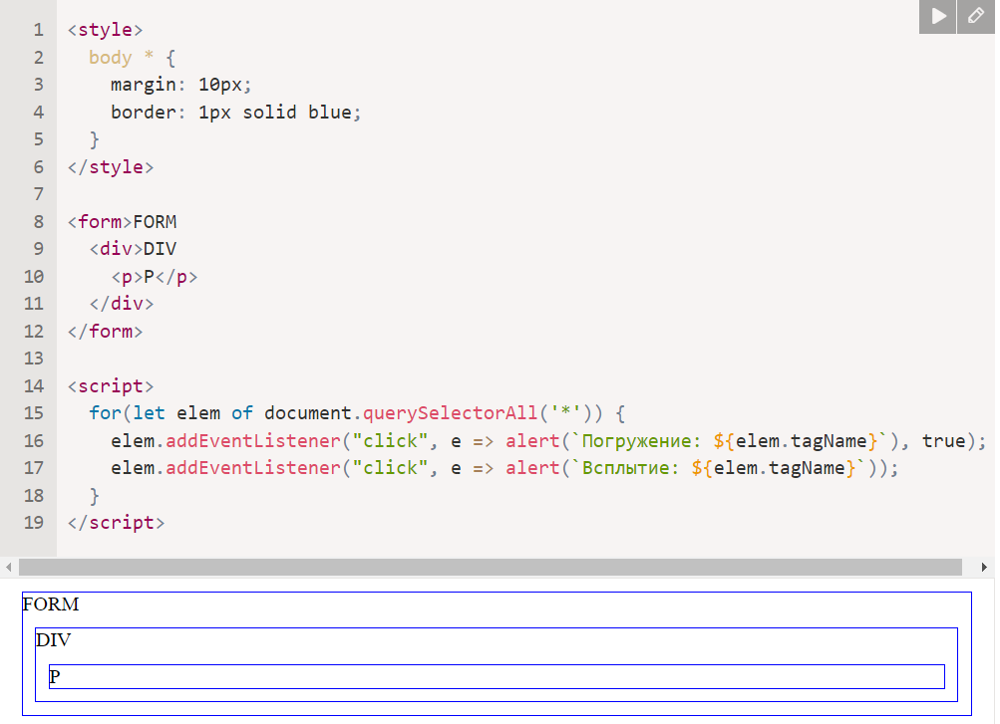 1 <style>
2 body * {
3 margin: 10px;
4 border: 1px solid blue;
5 }
6 </style>
7
8 <form>FORM
9 <div>DIV
10 <p>P</p>
11 </div>
12 </form>
13
14 <script>
15 for(let elem of document.querySelectorAll('*')) {
16 elem.addEventListener("click", e => alert(`Погружение: ${elem.tagName}`), true);
17 elem.addEventListener("click", e => alert(`Всплытие: ${elem.tagName}`));
18 }
19 </script>
FORM
DIV
P